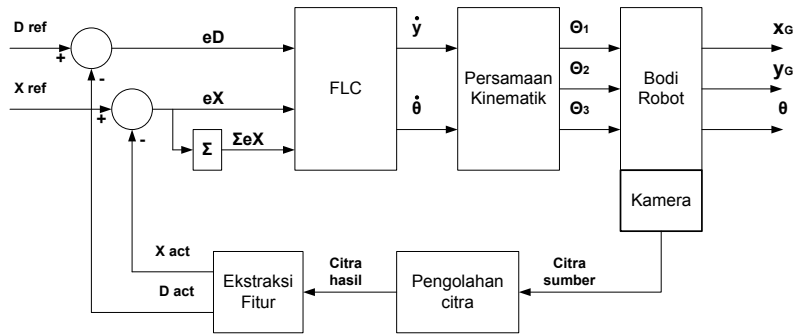 D ref
+
-
eD
X ref
+
-
eX
Σ
ΣeX
FLC
ẏ
θ̇
Persamaan
Kinematik
Θ1
Θ2
Θ3
Bodi
Robot
xG
yG
θ
Kamera
X act
D act
Ekstraksi
Fitur
Citra
hasil
Pengolahan
citra
Citra
sumber